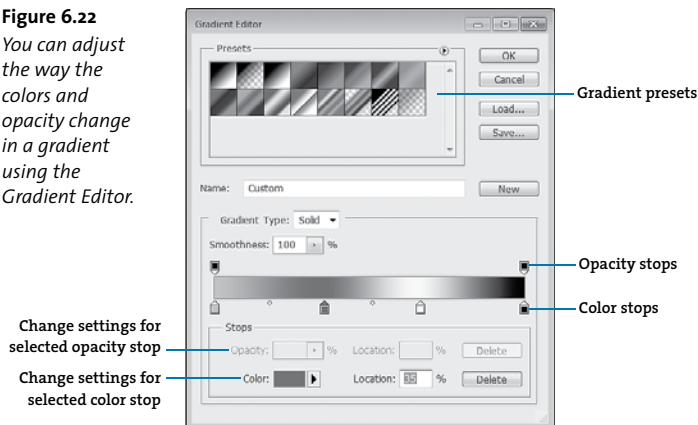 Figure 6.22
You can adjust
the way the
colors and
opacity change
in a gradient
using the
Gradient Editor.
Gradient Editor
Presets
OK
Cancel
Load...
Save...
Gradient presets
Name: Custom
New
Gradient Type: Solid
Smoothness: 100 %
Opacity stops
Color stops
Stops
Change settings for
selected opacity stop
Opacity: % Location: % Delete
Change settings for
selected color stop
Color: Location: 35 % Delete